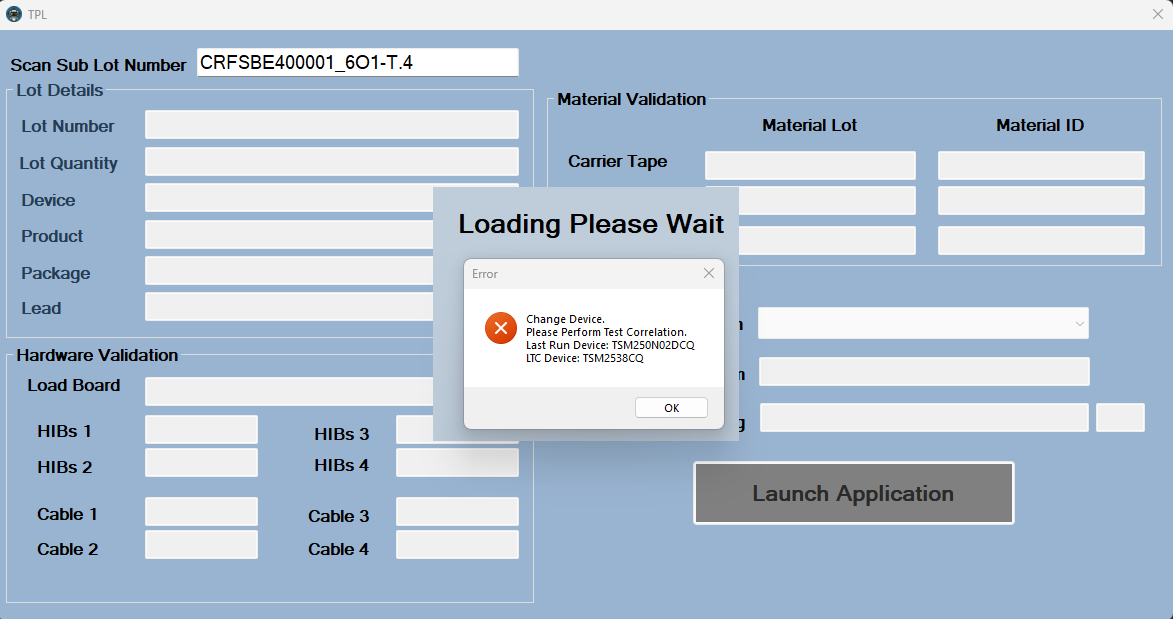 TPL
Scan Sub Lot Number CRFSBE400001_6O1-T.4
Lot Details
Lot Number
Lot Quantity
Device
Product
Package
Lead
Hardware Validation
Load Board
HIBs 1
HIBs 3
HIBs 2
HIBs 4
Cable 1
Cable 3
Cable 2
Cable 4
Material Validation
Material Lot Material ID
Carrier Tape
Loading Please Wait
Error
Change Device.
Please Perform Test Correlation.
Last Run Device: TSM250N02DCQ
LTC Device: TSM2538CQ
OK
Launch Application